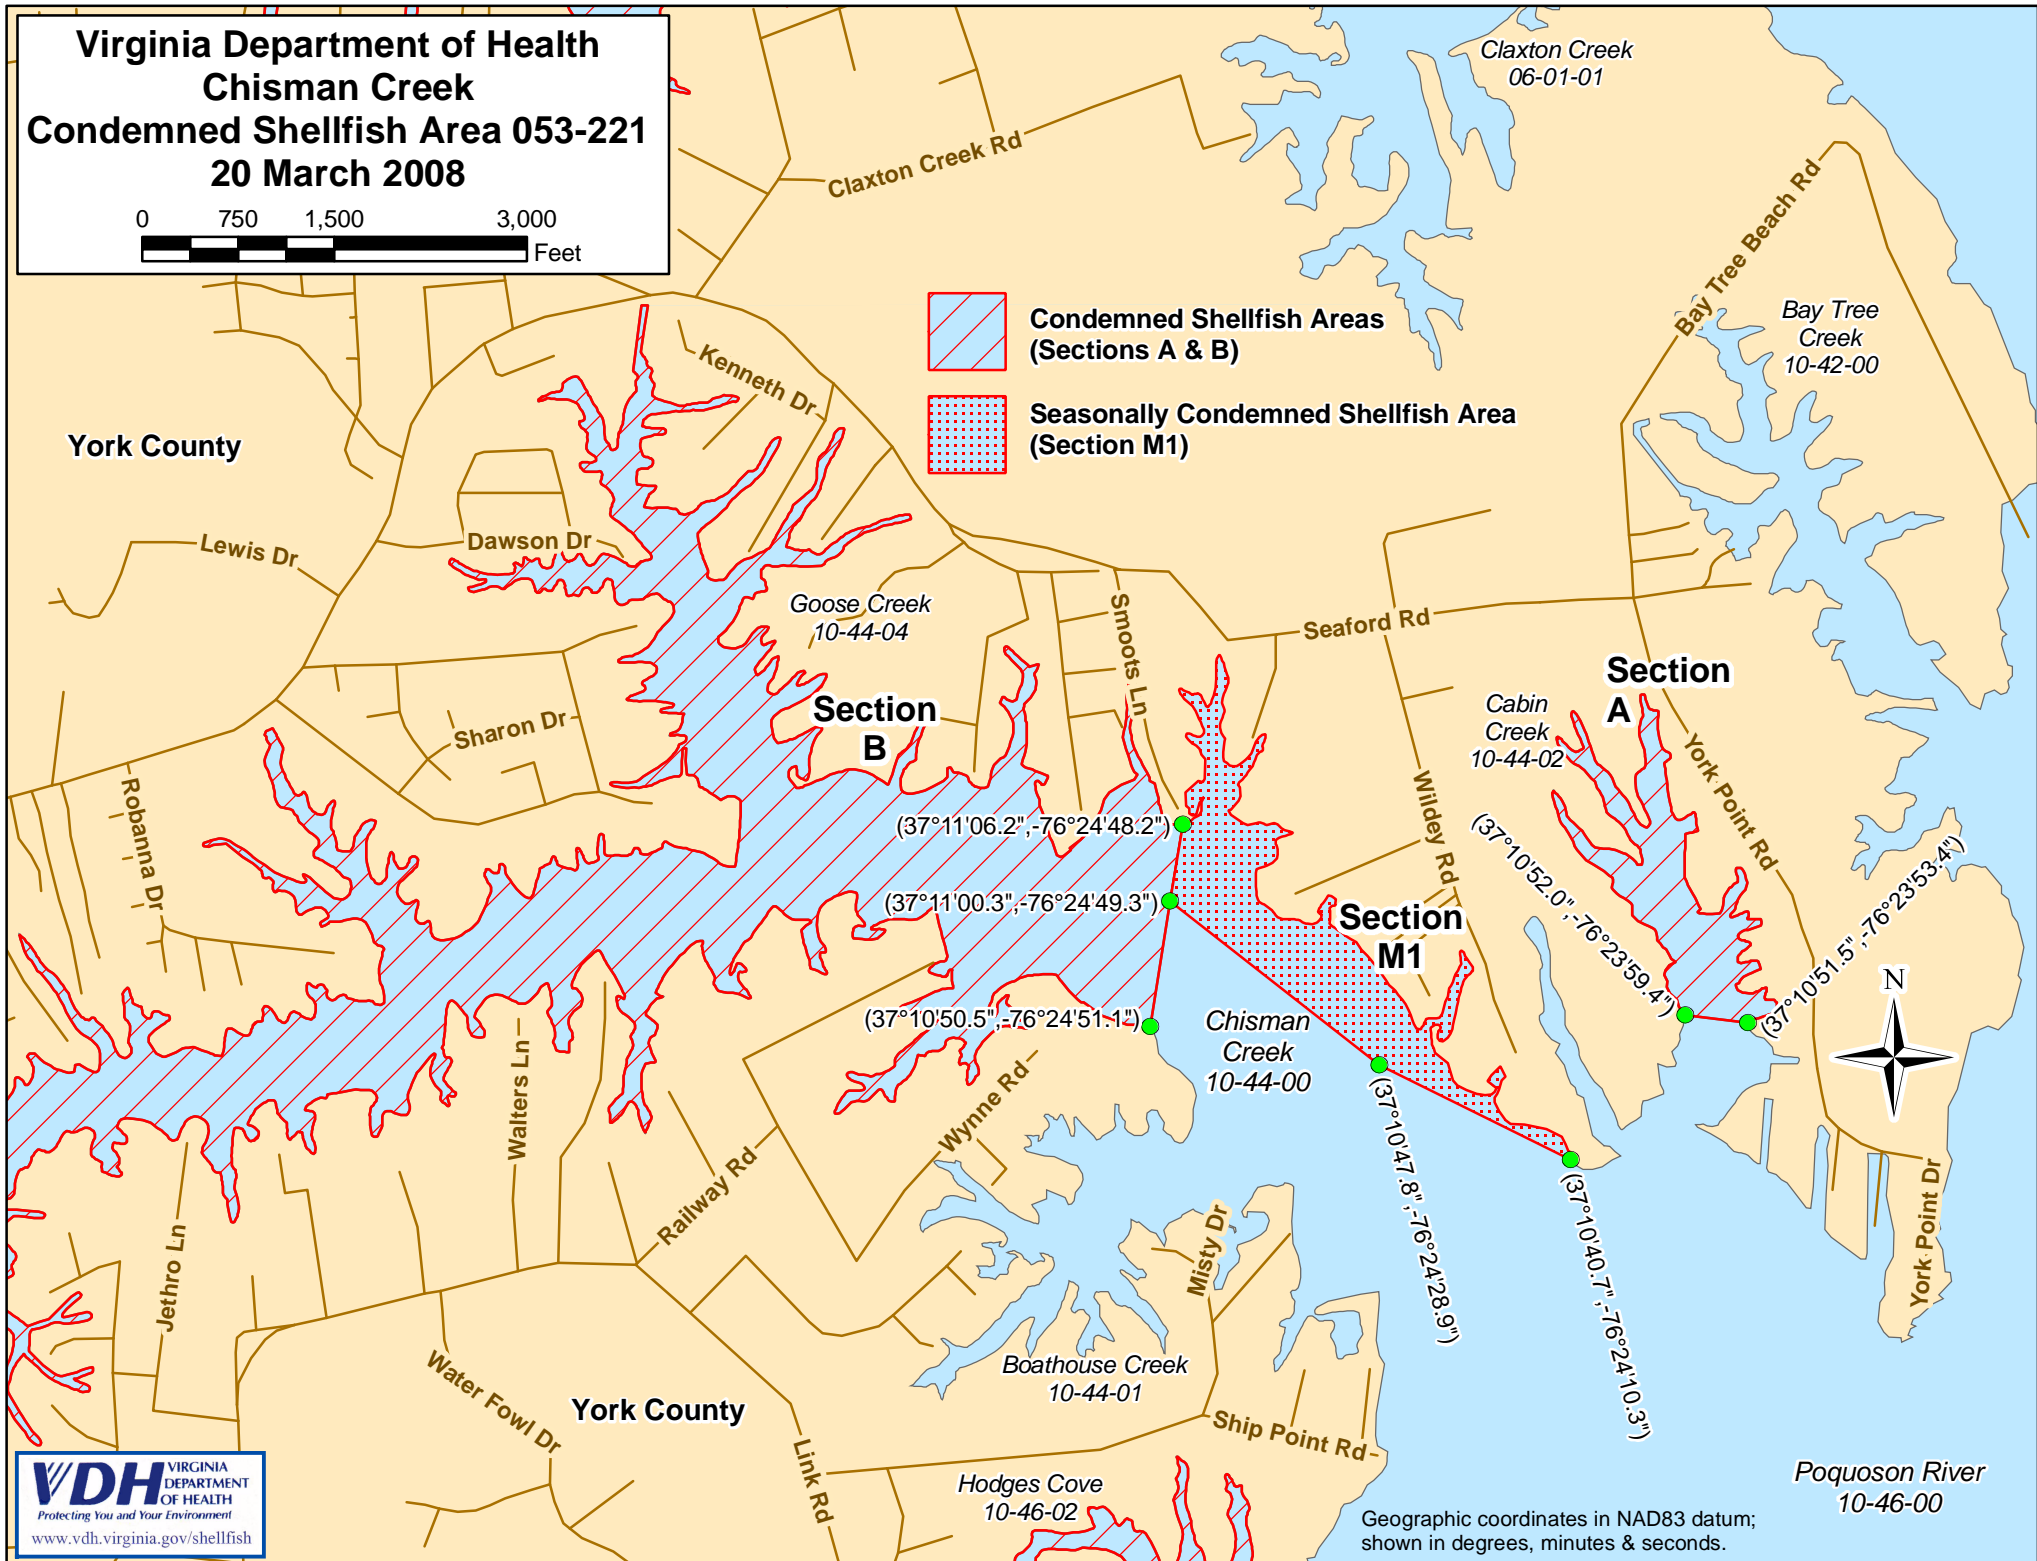 Virginia Department of Health
Chisman Creek
Condemned Shellfish Area 053-221
20 March 2008
0 750 1,500 3,000
Feet
Claxton Creek
06-01-01
Claxton Creek Rd
Bay Tree Beach Rd
Condemned Shellfish Areas
(Sections A & B)
Seasonally Condemned Shellfish Area
(Section M1)
Bay Tree
Creek
10-42-00
Kenneth Dr
York County
Lewis Dr
Dawson Dr
Goose Creek
10-44-04
Smoots Ln
Seaford Rd
Section
A
Cabin
Creek
10-44-02
Section
B
Sharon Dr
Robanna Dr
York Point Rd
Wildey Rd
(37°11'06.2",-76°24'48.2")
(37°11'00.3",-76°24'49.3")
(37°10'52.0",-76°23'59.4")
(37°10'51.5",-76°23'53.4")
Section
M1
N
(37°10'50.5",-76°24'51.1")
Chisman
Creek
10-44-00
Walters Ln
Wynne Rd
Railway Rd
(37°10'47.8",-76°24'28.9")
(37°10'40.7",-76°24'10.3")
York Point Dr
Misty Dr
Jethro Ln
Boathouse Creek
10-44-01
Water Fowl Dr
York County
Link Rd
Ship Point Rd
Hodges Cove
10-46-02
Poquoson River
10-46-00
VDH VIRGINIA
DEPARTMENT
OF HEALTH
Protecting You and Your Environment
www.vdh.virginia.gov/shellfish
Geographic coordinates in NAD83 datum;
shown in degrees, minutes & seconds.